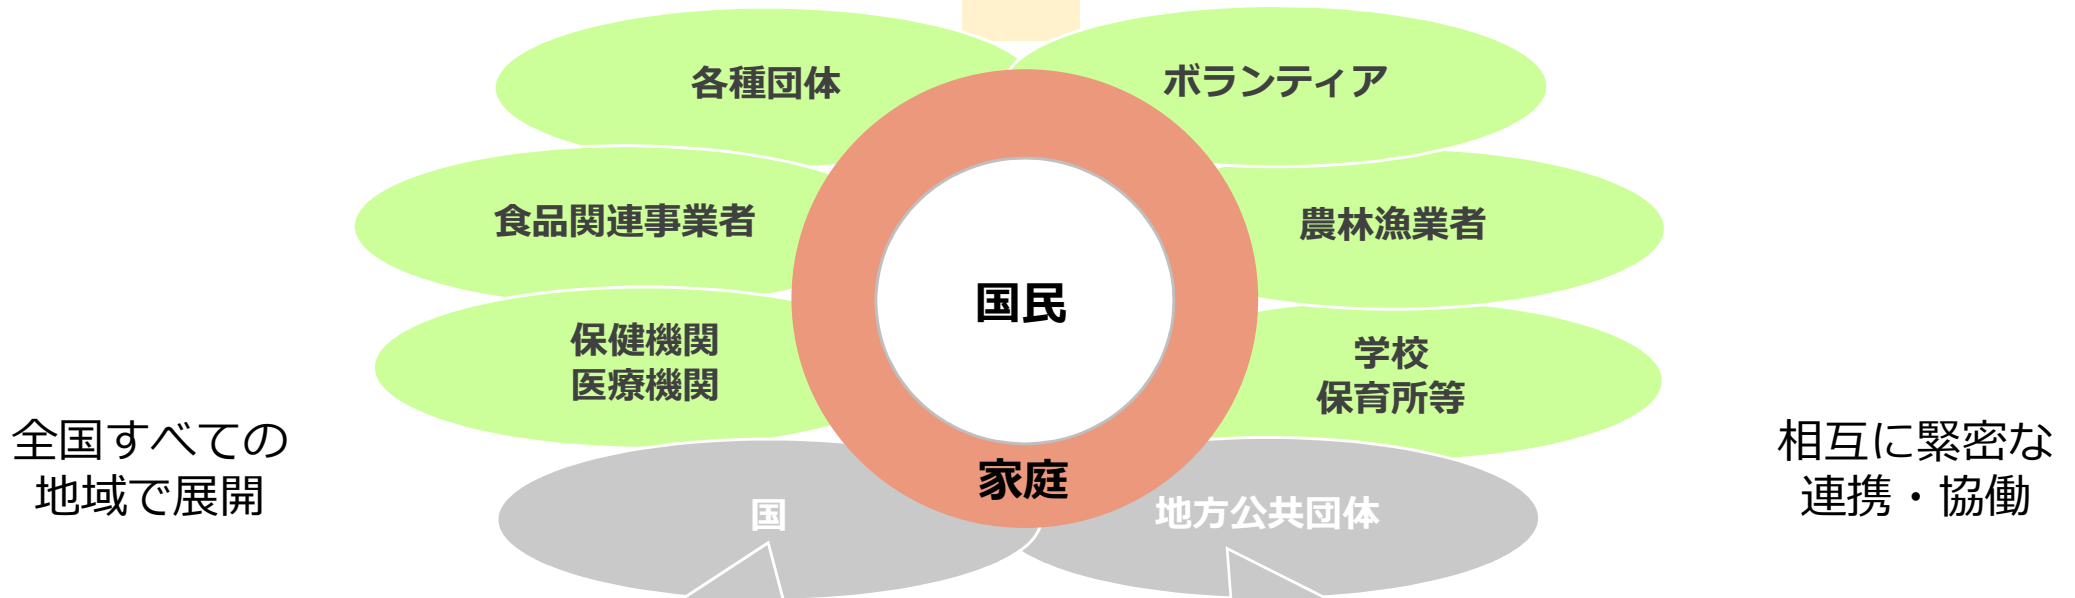 各種団体
ボランティア
食品関連事業者
農林漁業者
国民
保健機関
医療機関
学校
保育所等
全国すべての
地域で展開
相互に緊密な
連携・協働
家庭
国
地方公共団体